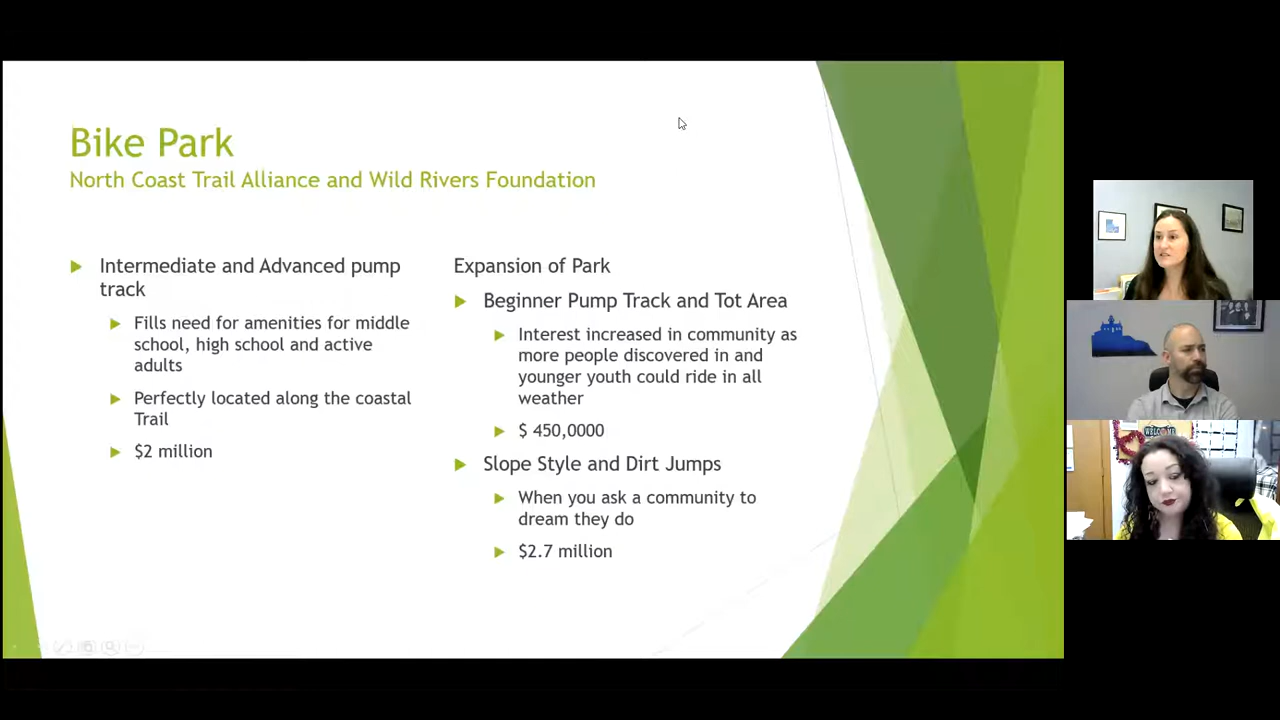 Bike Park
North Coast Trail Alliance and Wild Rivers Foundation
Intermediate and Advanced pump
track
Fills need for amenities for middle
school, high school and active
adults
Perfectly located along the coastal
Trail
$2 million
Expansion of Park
Beginner Pump Track and Tot Area
Interest increased in community as
more people discovered in and
younger youth could ride in all
weather
$ 450,0000
Slope Style and Dirt Jumps
When you ask a community to
dream they do
$2.7 million
WELCOME